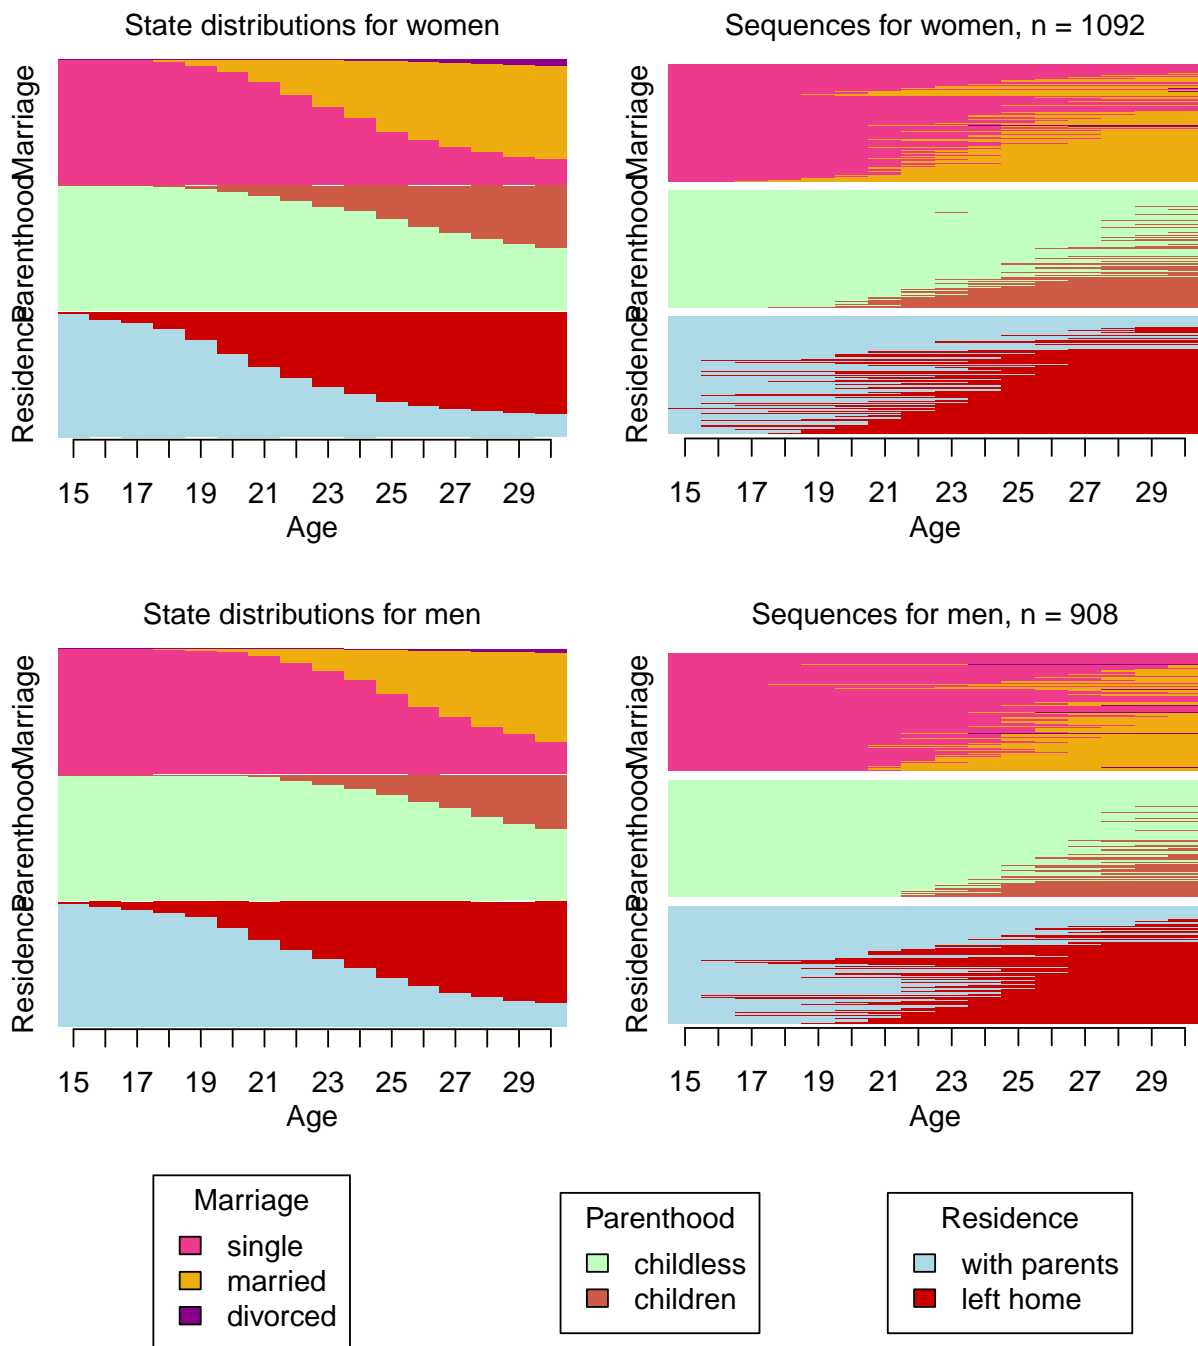 State distributions for women
Marriage
Parenthood
Residence
15 17 19 21 23 25 27 29
Age
Sequences for women, n = 1092
Marriage
Parenthood
Residence
15 17 19 21 23 25 27 29
Age
State distributions for men
Marriage
Parenthood
Residence
15 17 19 21 23 25 27 29
Age
Sequences for men, n = 908
Marriage
Parenthood
Residence
15 17 19 21 23 25 27 29
Age
Marriage
single
married
divorced
Parenthood
childless
children
Residence
with parents
left home